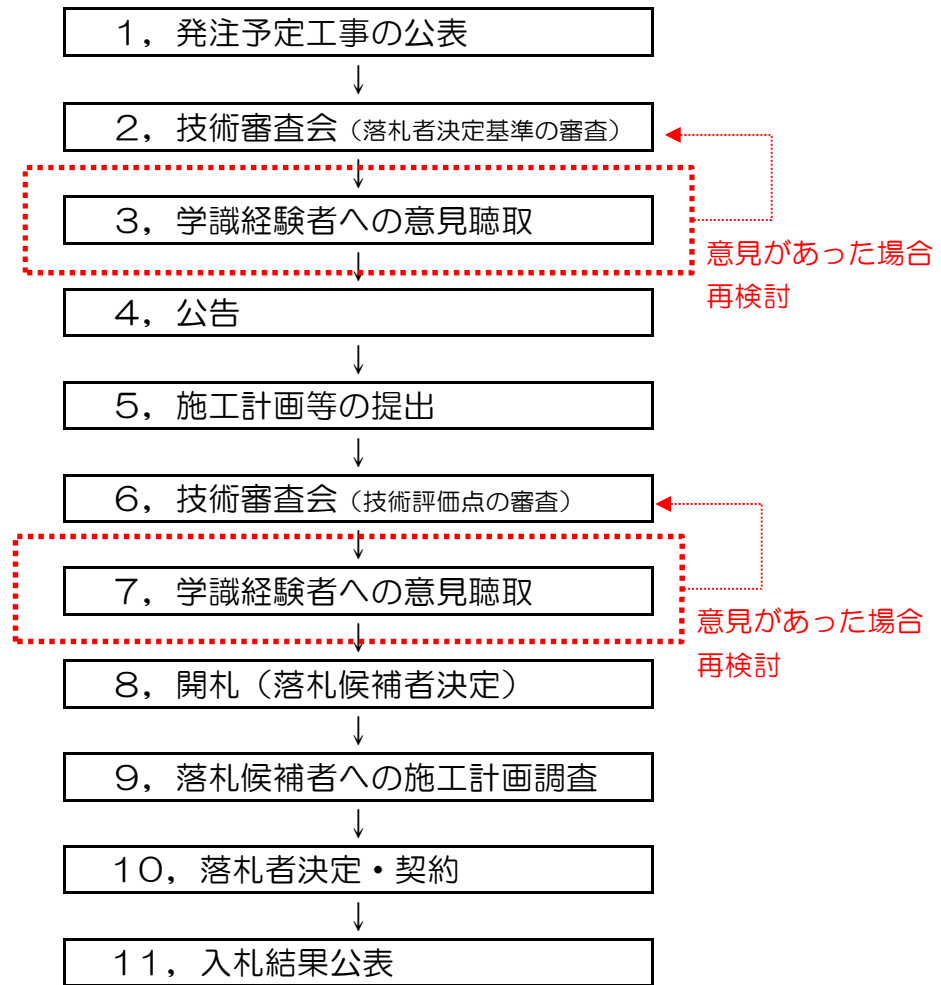 １，発注予定工事の公表
↓
２，技術審査会（落札者決定基準の審査）
↓
３，学識経験者への意見聴取
意見があった場合
再検討
↓
４，公告
↓
５，施工計画等の提出
↓
６，技術審査会（技術評価点の審査）
↓
７，学識経験者への意見聴取
意見があった場合
再検討
↓
８，開札（落札候補者決定）
↓
９，落札候補者への施工計画調査
↓
１０，落札者決定・契約
↓
１１，入札結果公表